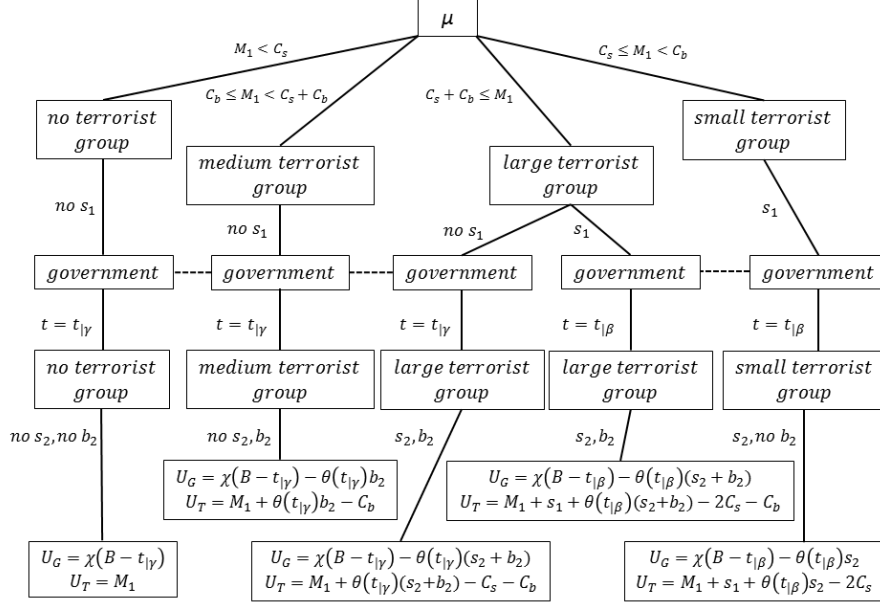 μ
M₁ < Cₛ
Cₛ ≤ M₁ < C_b
C_b ≤ M₁ < Cₛ + C_b
Cₛ + C_b ≤ M₁
no terrorist
group
small terrorist
group
medium terrorist
group
large terrorist
group
no s₁
no s₁
no s₁
s₁
s₁
government
government
government
government
government
t = t_{|γ}
t = t_{|γ}
t = t_{|γ}
t = t_{|β}
t = t_{|β}
no terrorist
group
medium terrorist
group
large terrorist
group
large terrorist
group
small terrorist
group
no s₂, no b₂
no s₂, b₂
s₂, b₂
s₂, b₂
s₂, no b₂
U_G = χ(B − t_{|γ}) − θ(t_{|γ})b₂
U_T = M₁ + θ(t_{|γ})b₂ − C_b
U_G = χ(B − t_{|β}) − θ(t_{|β})(s₂ + b₂)
U_T = M₁ + s₁ + θ(t_{|β})(s₂+b₂) − 2Cₛ − C_b
U_G = χ(B − t_{|γ})
U_T = M₁
U_G = χ(B − t_{|γ}) − θ(t_{|γ})(s₂ + b₂)
U_T = M₁ + θ(t_{|γ})(s₂+b₂) − Cₛ − C_b
U_G = χ(B − t_{|β}) − θ(t_{|β})s₂
U_T = M₁ + s₁ + θ(t_{|β})s₂ − 2Cₛ